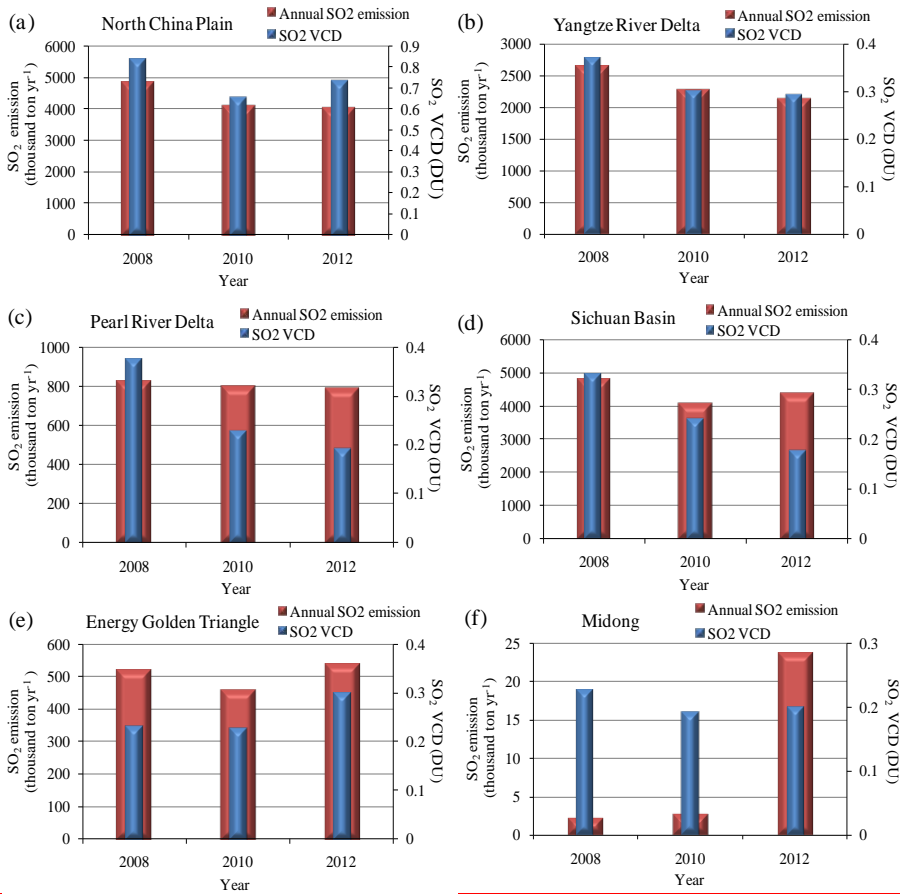 (a) North China Plain
Annual SO2 emission
SO2 VCD
SO₂ emission
(thousand ton yr⁻¹)
6000
5000
4000
3000
2000
1000
0
0.9
0.8
0.7
0.6
0.5
0.4
0.3
0.2
0.1
0
SO₂ VCD (DU)
2008 2010 2012
Year
(b) Yangtze River Delta
Annual SO2 emission
SO2 VCD
SO₂ emission
(thousand ton yr⁻¹)
3000
2500
2000
1500
1000
500
0
0.4
0.3
0.2
0.1
0
SO₂ VCD (DU)
2008 2010 2012
Year
(c) Pearl River Delta
Annual SO2 emission
SO2 VCD
SO₂ emission
(thousand ton yr⁻¹)
1000
800
600
400
200
0
0.4
0.3
0.2
0.1
0
SO₂ VCD (DU)
2008 2010 2012
Year
(d) Sichuan Basin
Annual SO2 emission
SO2 VCD
SO₂ emission
(thousand ton yr⁻¹)
6000
5000
4000
3000
2000
1000
0
0.4
0.3
0.2
0.1
0
SO₂ VCD (DU)
2008 2010 2012
Year
(e) Energy Golden Triangle
Annual SO2 emission
SO2 VCD
SO₂ emission
(thousand ton yr⁻¹)
600
500
400
300
200
100
0
0.4
0.3
0.2
0.1
0
SO₂ VCD (DU)
2008 2010 2012
Year
(f) Midong
Annual SO2 emission
SO2 VCD
SO₂ emission
(thousand ton yr⁻¹)
25
20
15
10
5
0
0.3
0.2
0.1
0
SO₂ VCD (DU)
2008 2010 2012
Year